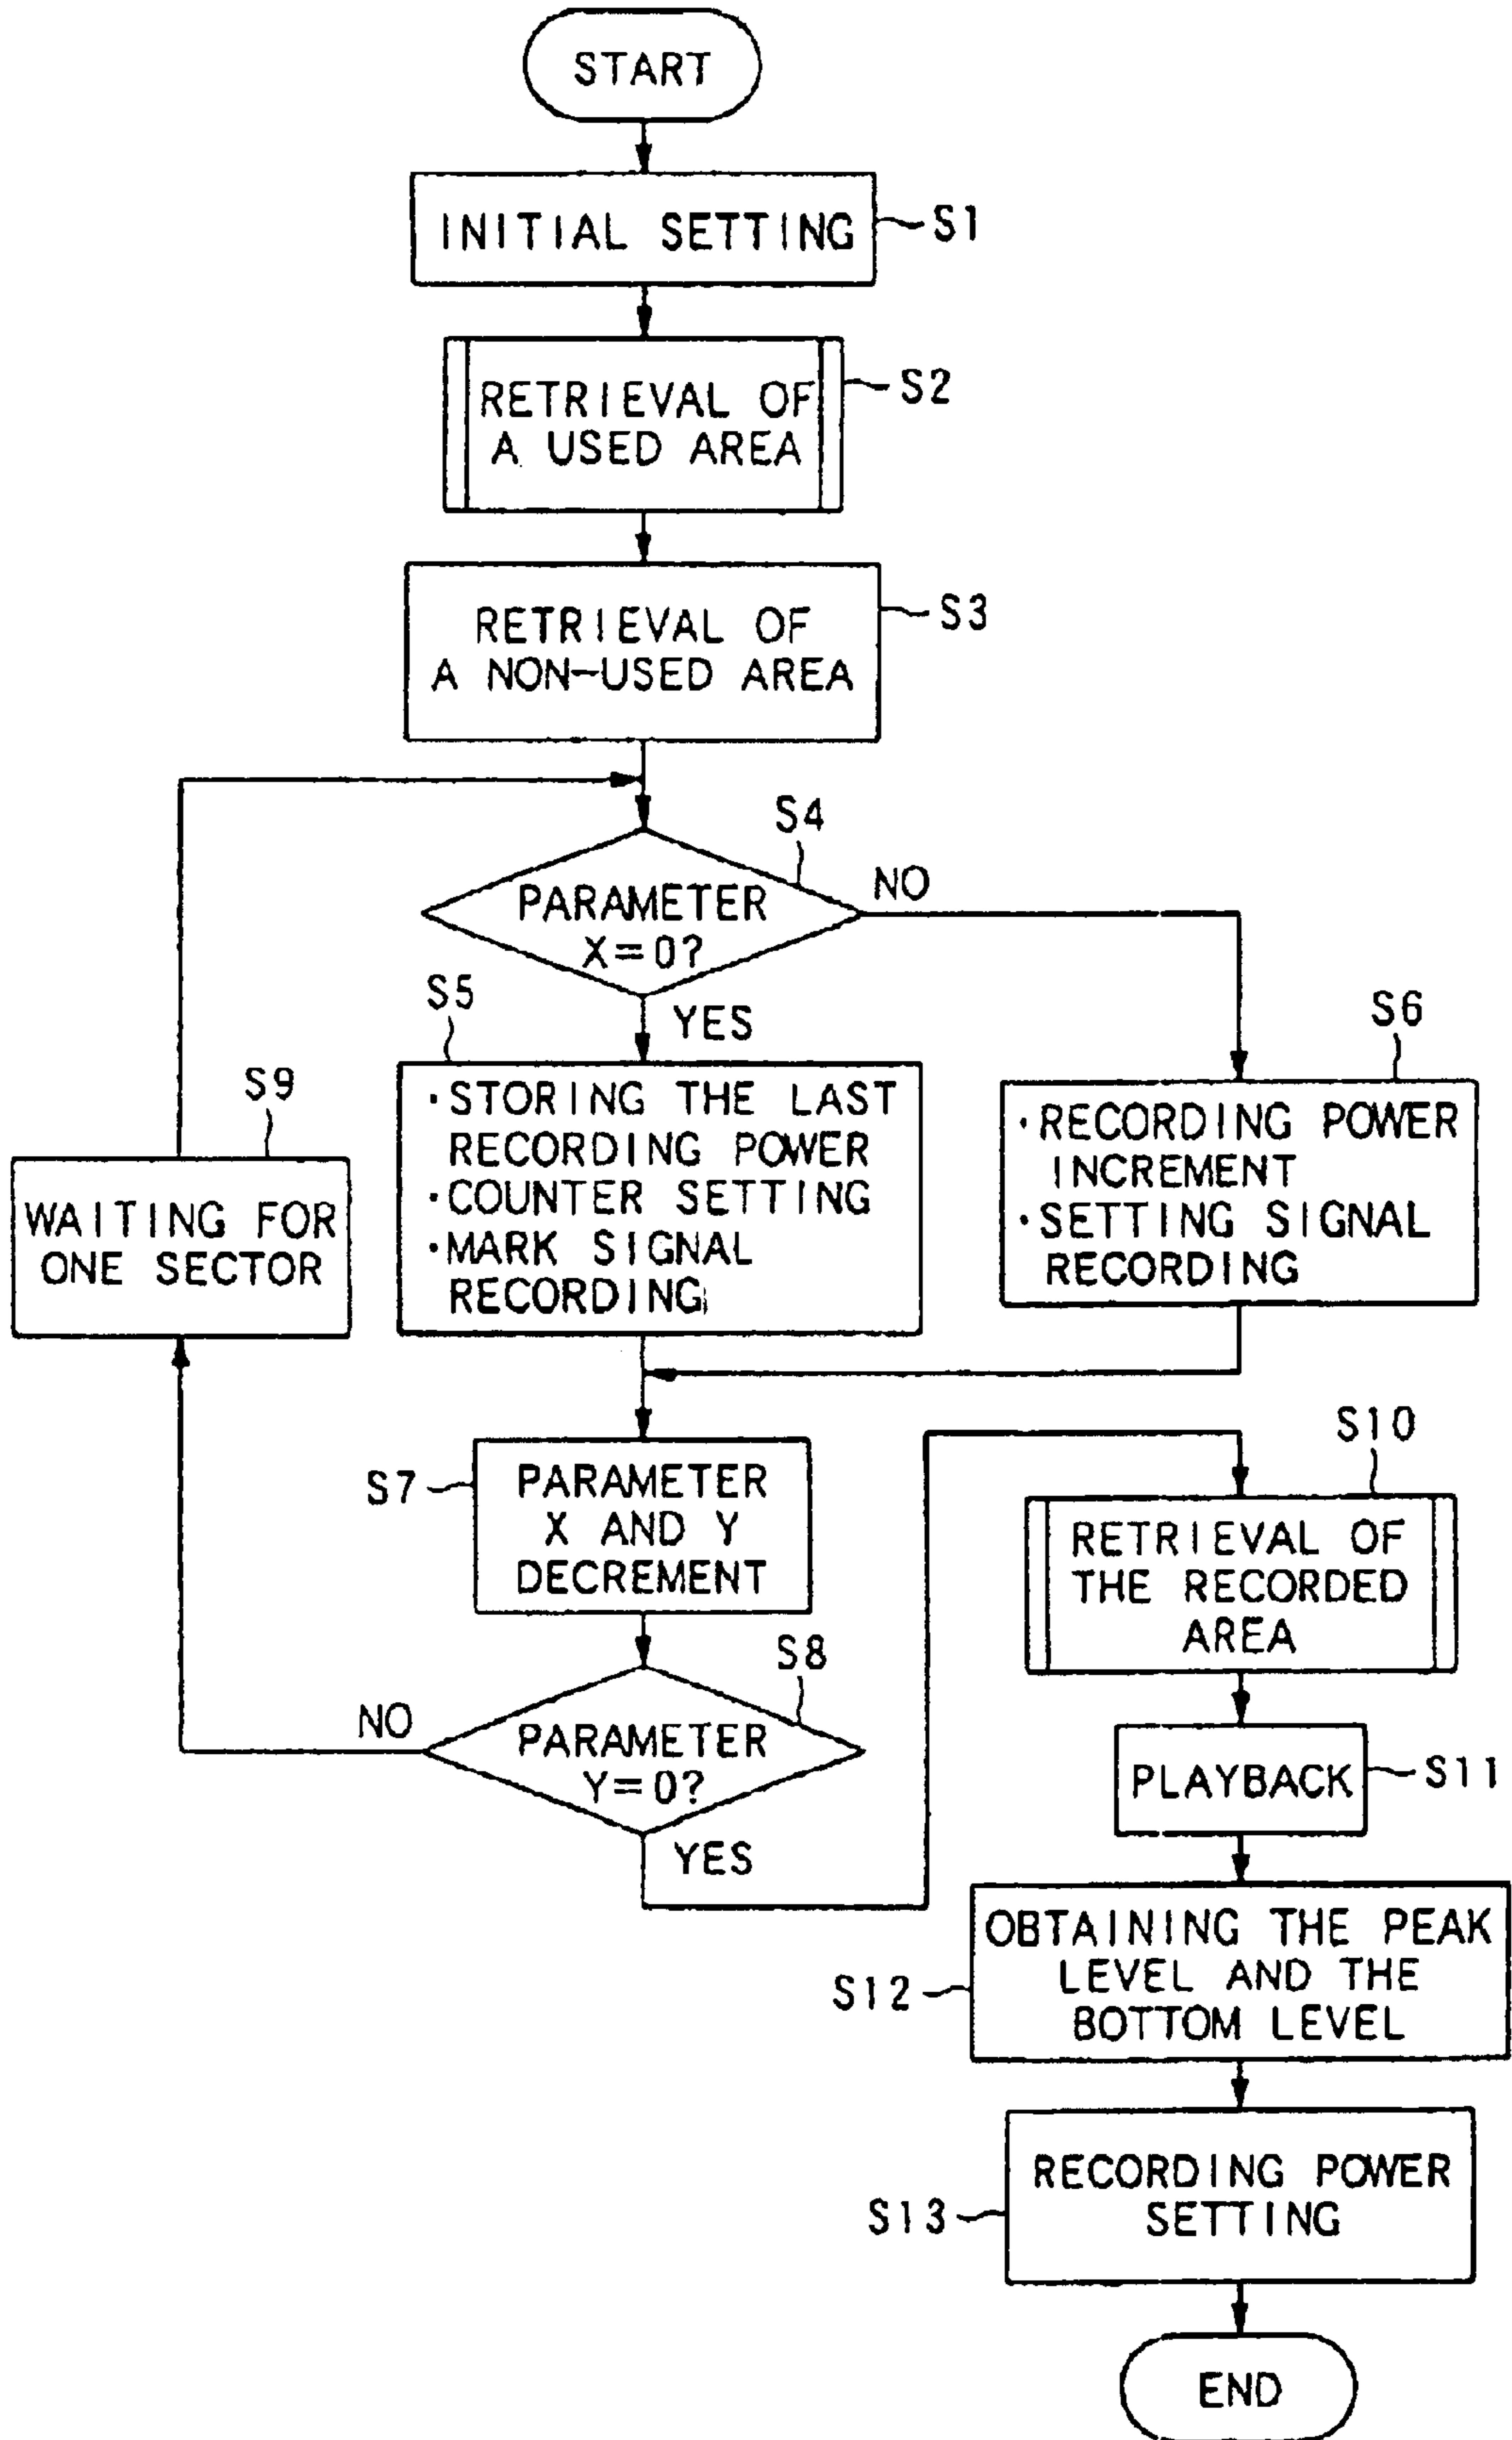 START
INITIAL SETTING
S1
RETRIEVAL OF
A USED AREA
S2
RETRIEVAL OF
A NON-USED AREA
S3
S4
PARAMETER
X=0?
NO
YES
S5
·STORING THE LAST
RECORDING POWER
·COUNTER SETTING
·MARK SIGNAL
RECORDING
S6
·RECORDING POWER
INCREMENT
·SETTING SIGNAL
RECORDING
S9
WAITING FOR
ONE SECTOR
S7
PARAMETER
X AND Y
DECREMENT
S8
PARAMETER
Y=0?
NO
YES
S10
RETRIEVAL OF
THE RECORDED
AREA
PLAYBACK
S11
OBTAINING THE PEAK
LEVEL AND THE
BOTTOM LEVEL
S12
RECORDING POWER
SETTING
S13
END